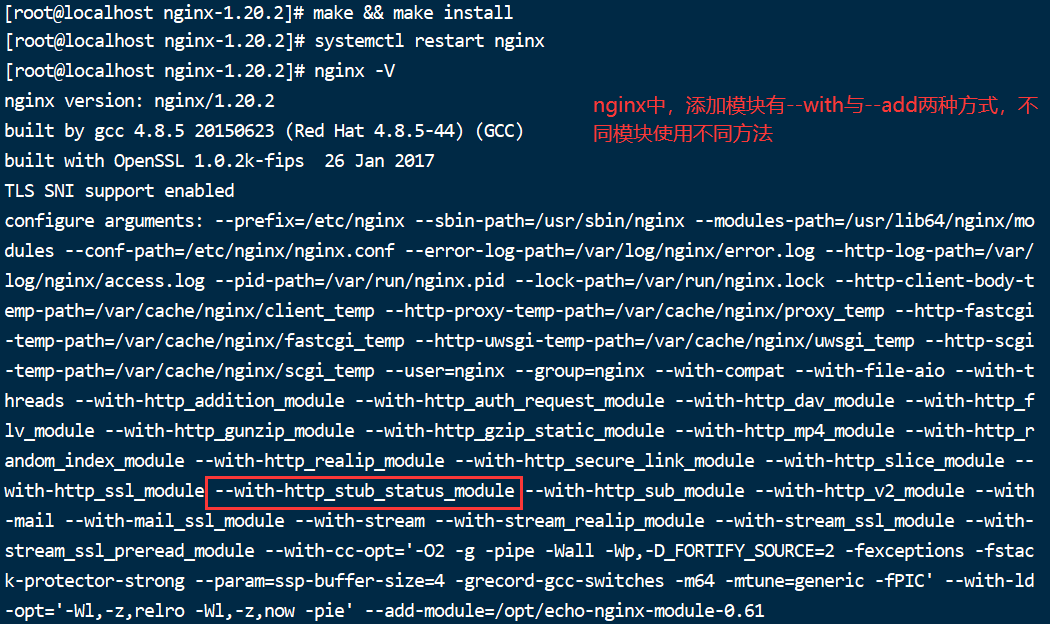 [root@localhost nginx-1.20.2]# make && make install
[root@localhost nginx-1.20.2]# systemctl restart nginx
[root@localhost nginx-1.20.2]# nginx -V
nginx version: nginx/1.20.2
built by gcc 4.8.5 20150623 (Red Hat 4.8.5-44) (GCC)
built with OpenSSL 1.0.2k-fips  26 Jan 2017
TLS SNI support enabled
nginx中，添加模块有--with与--add两种方式，不
同模块使用不同方法
configure arguments: --prefix=/etc/nginx --sbin-path=/usr/sbin/nginx --modules-path=/usr/lib64/nginx/mo
dules --conf-path=/etc/nginx/nginx.conf --error-log-path=/var/log/nginx/error.log --http-log-path=/var/
log/nginx/access.log --pid-path=/var/run/nginx.pid --lock-path=/var/run/nginx.lock --http-client-body-t
emp-path=/var/cache/nginx/client_temp --http-proxy-temp-path=/var/cache/nginx/proxy_temp --http-fastcgi
-temp-path=/var/cache/nginx/fastcgi_temp --http-uwsgi-temp-path=/var/cache/nginx/uwsgi_temp --http-scgi
-temp-path=/var/cache/nginx/scgi_temp --user=nginx --group=nginx --with-compat --with-file-aio --with-t
hreads --with-http_addition_module --with-http_auth_request_module --with-http_dav_module --with-http_f
lv_module --with-http_gunzip_module --with-http_gzip_static_module --with-http_mp4_module --with-http_r
andom_index_module --with-http_realip_module --with-http_secure_link_module --with-http_slice_module --
with-http_ssl_module --with-http_stub_status_module --with-http_sub_module --with-http_v2_module --with
-mail --with-mail_ssl_module --with-stream --with-stream_realip_module --with-stream_ssl_module --with-
stream_ssl_preread_module --with-cc-opt='-O2 -g -pipe -Wall -Wp,-D_FORTIFY_SOURCE=2 -fexceptions -fstac
k-protector-strong --param=ssp-buffer-size=4 -grecord-gcc-switches -m64 -mtune=generic -fPIC' --with-ld
-opt='-Wl,-z,relro -Wl,-z,now -pie' --add-module=/opt/echo-nginx-module-0.61